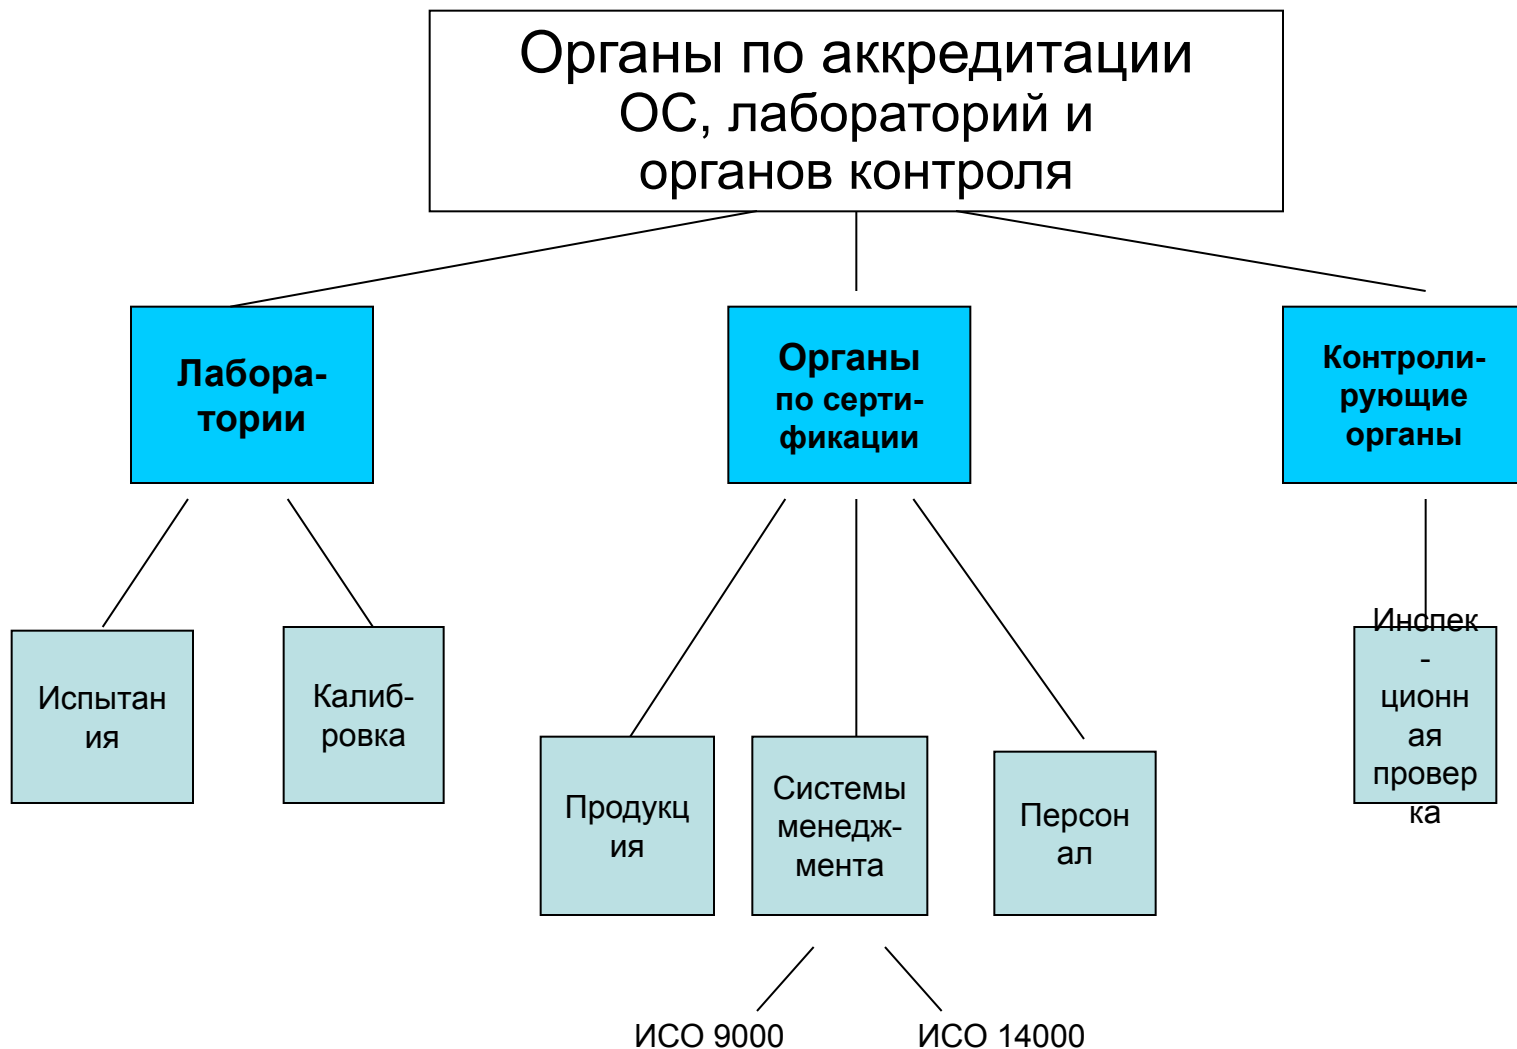 Органы по аккредитации
ОС, лабораторий и
органов контроля
Лабора-
тории
Органы
по серти-
фикации
Контроли-
рующие
органы
Испытан
ия
Калиб-
ровка
Продукц
ия
Системы
менедж-
мента
Персон
ал
Инспек
-
ционн
ая
провер
ка
ИСО 9000
ИСО 14000